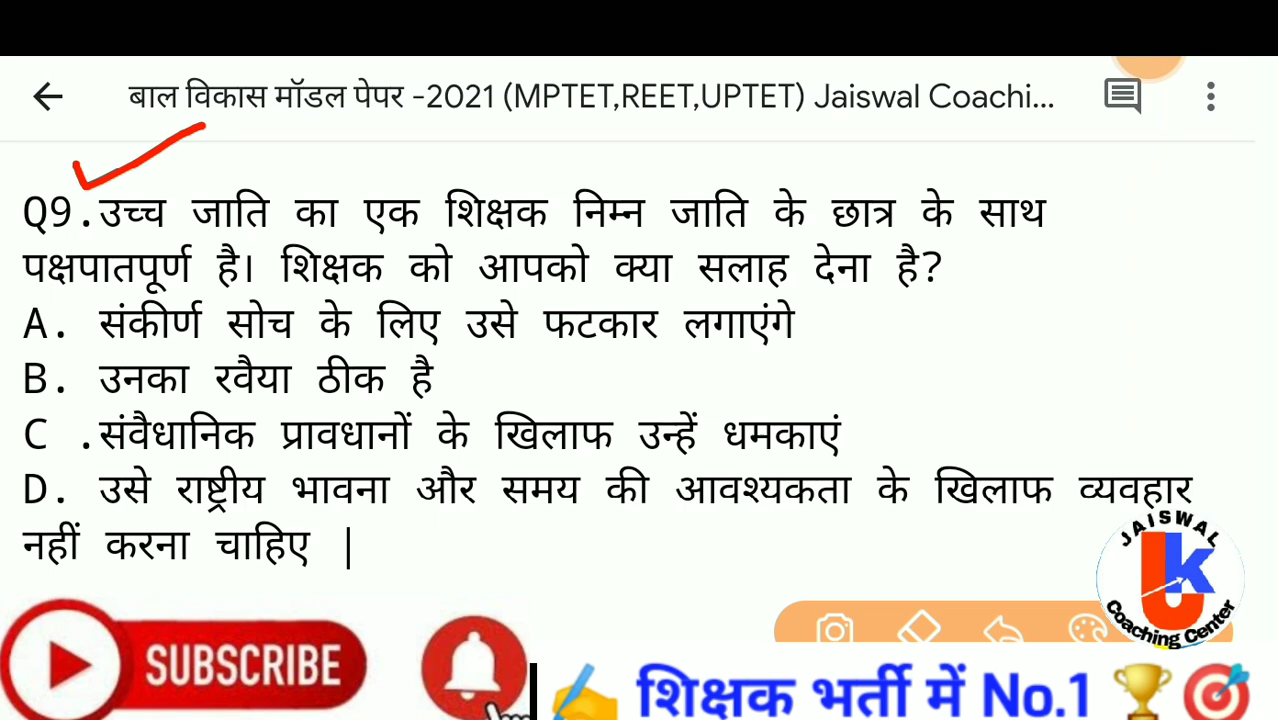 बाल विकास मॉडल पेपर -2021 (MPTET,REET,UPTET) Jaiswal Coachi...
Q9.उच्च जाति का एक शिक्षक निम्न जाति के छात्र के साथ
पक्षपातपूर्ण है। शिक्षक को आपको क्या सलाह देना है?
A. संकीर्ण सोच के लिए उसे फटकार लगाएंगे
B. उनका रवैया ठीक है
C .संवैधानिक प्रावधानों के खिलाफ उन्हें धमकाएं
D. उसे राष्ट्रीय भावना और समय की आवश्यकता के खिलाफ व्यवहार
नहीं करना चाहिए |
JAISWAL
JK
Coaching Center
SUBSCRIBE
शिक्षक भर्ती में No.1